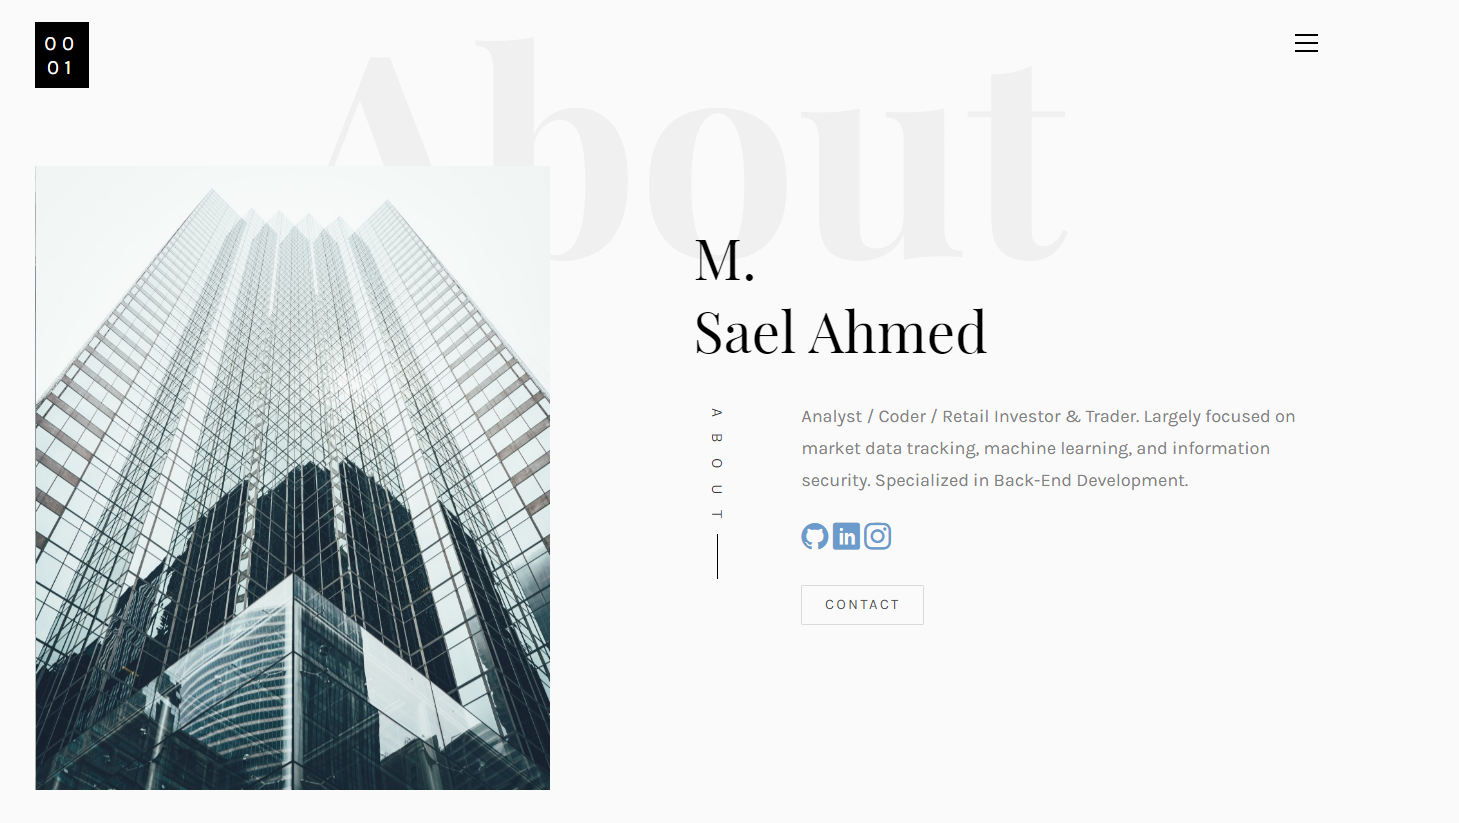 00
01
About
M.
Sael Ahmed
ABOUT
Analyst / Coder / Retail Investor & Trader. Largely focused on
market data tracking, machine learning, and information
security. Specialized in Back-End Development.
in
CONTACT